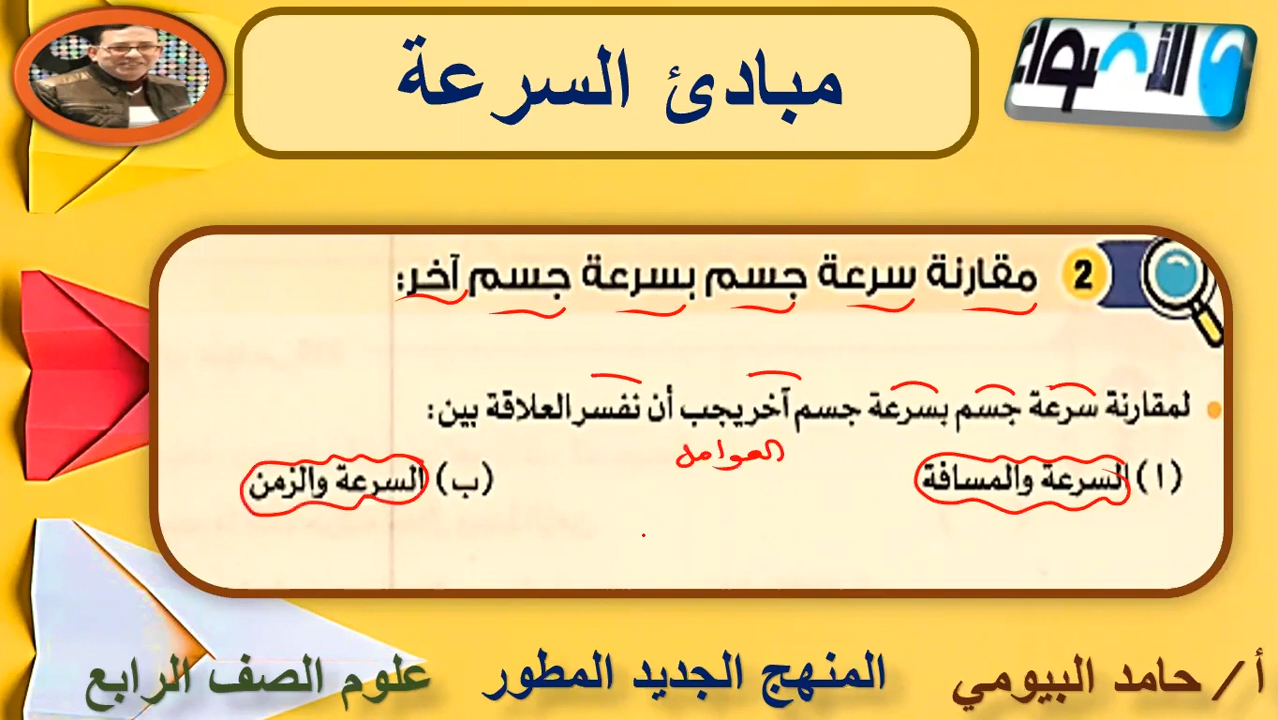 مبادئ السرعة
الأضواء
2 مقارنة سرعة جسم بسرعة جسم آخر:
• لمقارنة سرعة جسم بسرعة جسم آخر يجب أن نفسر العلاقة بين:
العوامل
(أ) السرعة والمسافة (ب) السرعة والزمن
أ/ حامد البيومي المنهج الجديد المطور علوم الصف الرابع